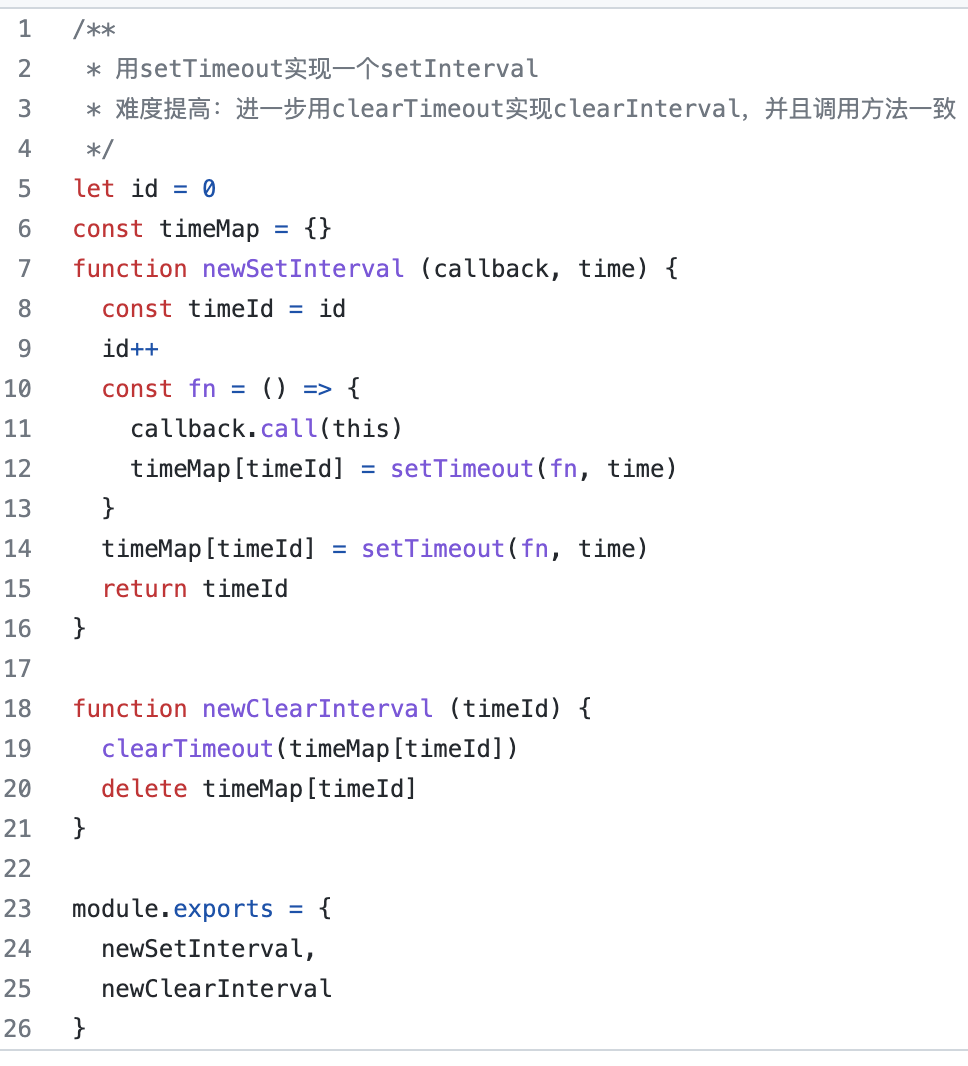 1 /**
2  * 用setTimeout实现一个setInterval
3  * 难度提高：进一步用clearTimeout实现clearInterval，并且调用方法一致
4  */
5 let id = 0
6 const timeMap = {}
7 function newSetInterval (callback, time) {
8   const timeId = id
9   id++
10   const fn = () => {
11     callback.call(this)
12     timeMap[timeId] = setTimeout(fn, time)
13   }
14   timeMap[timeId] = setTimeout(fn, time)
15   return timeId
16 }
17
18 function newClearInterval (timeId) {
19   clearTimeout(timeMap[timeId])
20   delete timeMap[timeId]
21 }
22
23 module.exports = {
24   newSetInterval,
25   newClearInterval
26 }